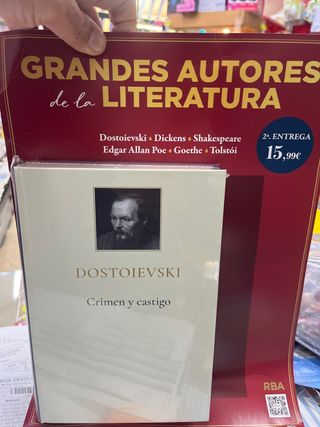 GRANDES AUTORES
de la LITERATURA
Dostoievski ♦ Dickens ♦ Shakespeare
Edgar Allan Poe ♦ Goethe ♦ Tolstói
2ª. ENTREGA
15,99€
DOSTOIEVSKI
Crimen y castigo
RBA